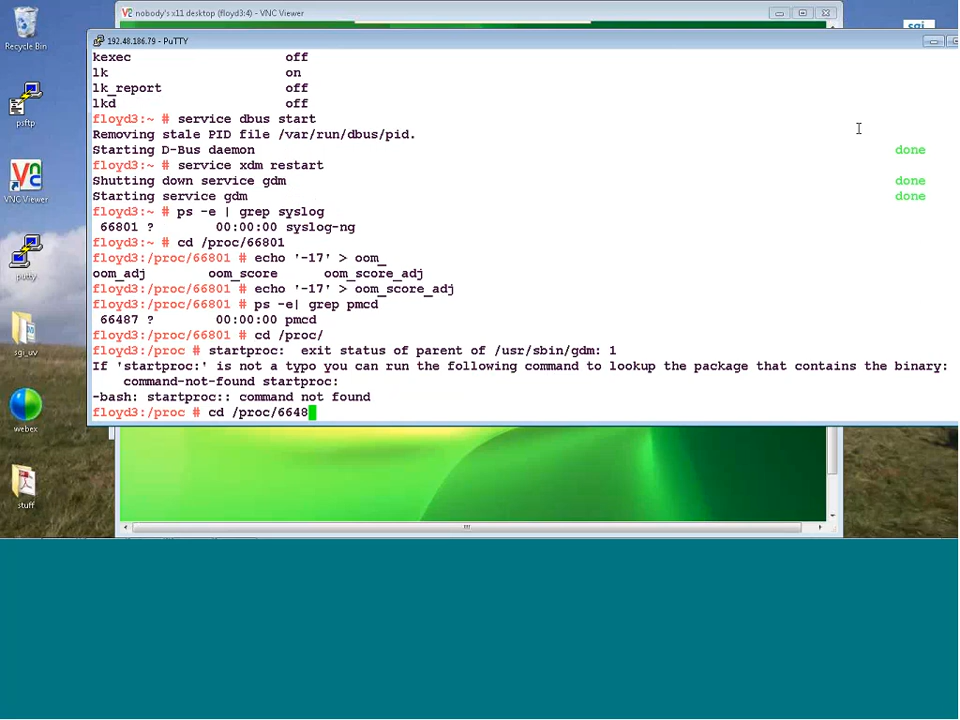 nobody's x11 desktop (floyd3:4) - VNC Viewer
sgi
Recycle Bin
192.48.186.79 - PuTTY
kexec off
lk on
lk_report off
lkd off
floyd3:~ # service dbus start
Removing stale PID file /var/run/dbus/pid.
Starting D-Bus daemon done
floyd3:~ # service xdm restart
Shutting down service gdm done
Starting service gdm done
floyd3:~ # ps -e | grep syslog
66801 ? 00:00:00 syslog-ng
floyd3:~ # cd /proc/66801
floyd3:/proc/66801 # echo '-17' > oom_
oom_adj oom_score oom_score_adj
floyd3:/proc/66801 # echo '-17' > oom_score_adj
floyd3:/proc/66801 # ps -e| grep pmcd
66487 ? 00:00:00 pmcd
floyd3:/proc/66801 # cd /proc/
floyd3:/proc # startproc:  exit status of parent of /usr/sbin/gdm: 1
If 'startproc:' is not a typo you can run the following command to lookup the package that contains the binary:
command-not-found startproc:
-bash: startproc:: command not found
floyd3:/proc # cd /proc/6648
psftp
VNC Viewer
putty
sgi_uv
webex
stuff